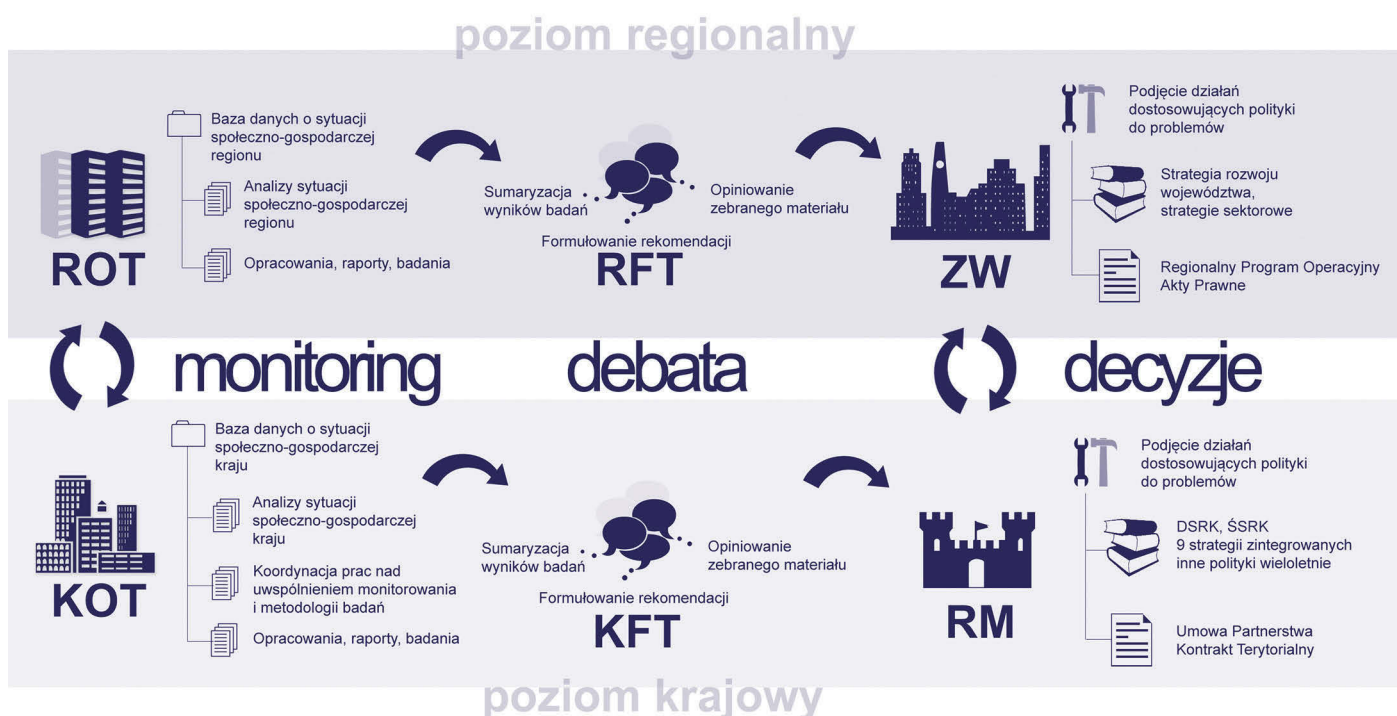 poziom regionalny
Baza danych o sytuacji
społeczno-gospodarczej
regionu
Analizy sytuacji
społeczno-gospodarczej
regionu
Opracowania, raporty, badania
ROT
Sumaryzacja
wyników badań
Opiniowanie
zebranego materiału
Formułowanie rekomendacji
RFT
ZW
Podjęcie działań
dostosowujących polityki
do problemów
Strategia rozwoju
województwa,
strategie sektorowe
Regionalny Program Operacyjny
Akty Prawne
monitoring
debata
decyzje
Baza danych o sytuacji
społeczno-gospodarczej
kraju
Analizy sytuacji
społeczno-gospodarczej
kraju
Koordynacja prac nad
uwspólnieniem monitorowania
i metodologii badań
Opracowania, raporty, badania
KOT
Sumaryzacja
wyników badań
Opiniowanie
zebranego materiału
Formułowanie rekomendacji
KFT
RM
Podjęcie działań
dostosowujących polityki
do problemów
DSRK, ŚSRK
9 strategii zintegrowanych
inne polityki wieloletnie
Umowa Partnerstwa
Kontrakt Terytorialny
poziom krajowy